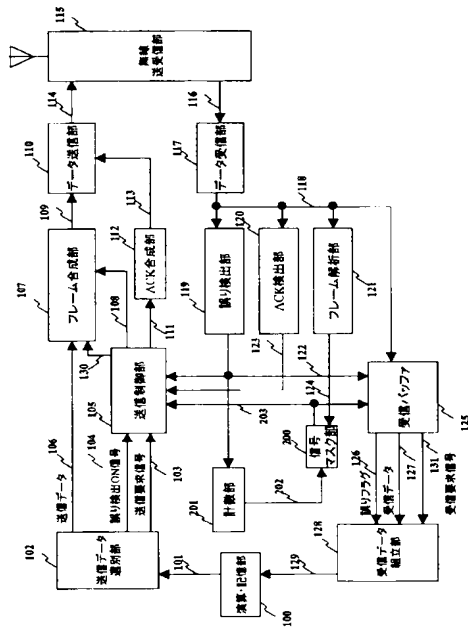 115
無線
送受信部
114
116
110
データ送信部
117
データ受信部
109
113
118
107
フレーム合成部
112
ACK合成部
119
誤り検出部
120
ACK検出部
121
フレーム解析部
108
111
130
105
送信制御部
123
122
124
203
106
送信データ
104
誤り検出ON信号
103
送信要求信号
200
信号
マスク部
201
計数部
202
125
受信バッファ
126
誤りフラグ
127
受信データ
131
受信要求信号
102
送信データ
選別部
101
100
演算・記憶部
129
128
受信データ
組立部